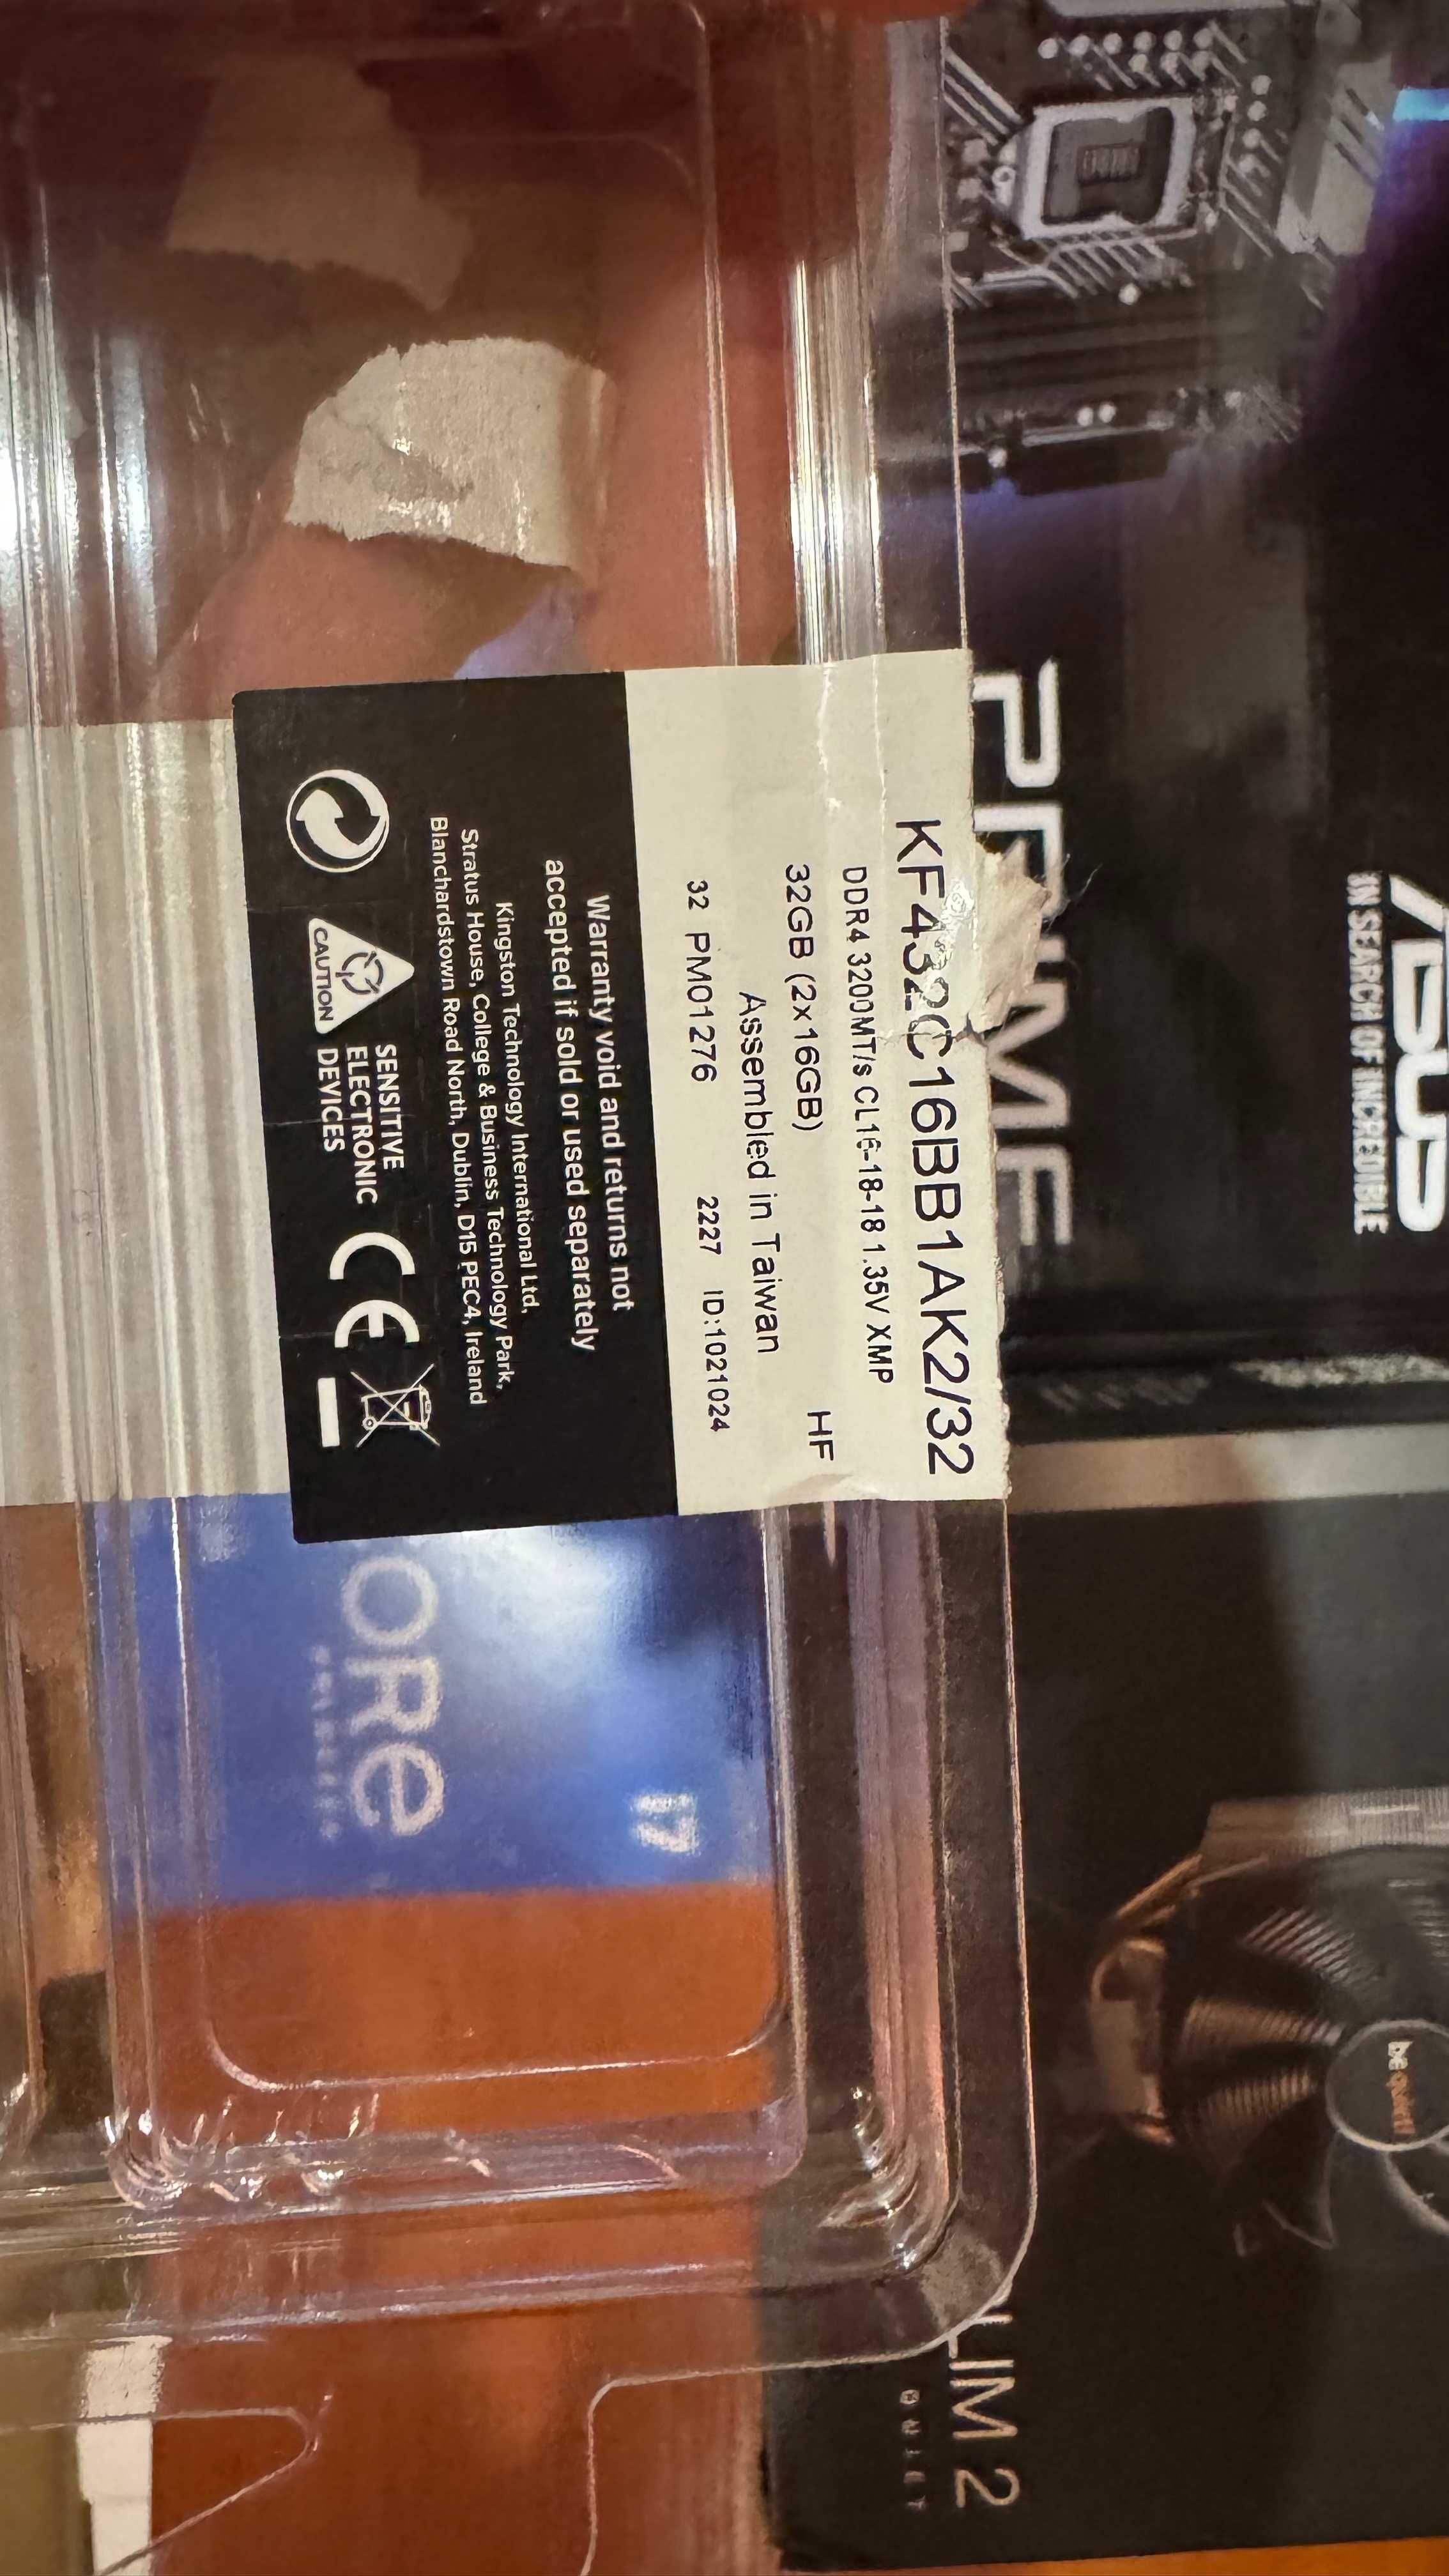 KF432C16BB1AK2/32
DDR4 3200MT/s CL16-18-18 1.35V XMP
32GB (2x16GB) HF
Assembled in Taiwan
32 PM01276 2227 ID:1021024
Warranty void and returns not
accepted if sold or used separately
Kingston Technology International Ltd,
Stratus House, College & Business Technology Park,
Blanchardstown Road North, Dublin, D15 PEC4, Ireland
CAUTION
SENSITIVE
ELECTRONIC
DEVICES
CE
ASUS
IN SEARCH OF INCREDIBLE
PRIME
i7
ORe
be quiet!
LIM 2